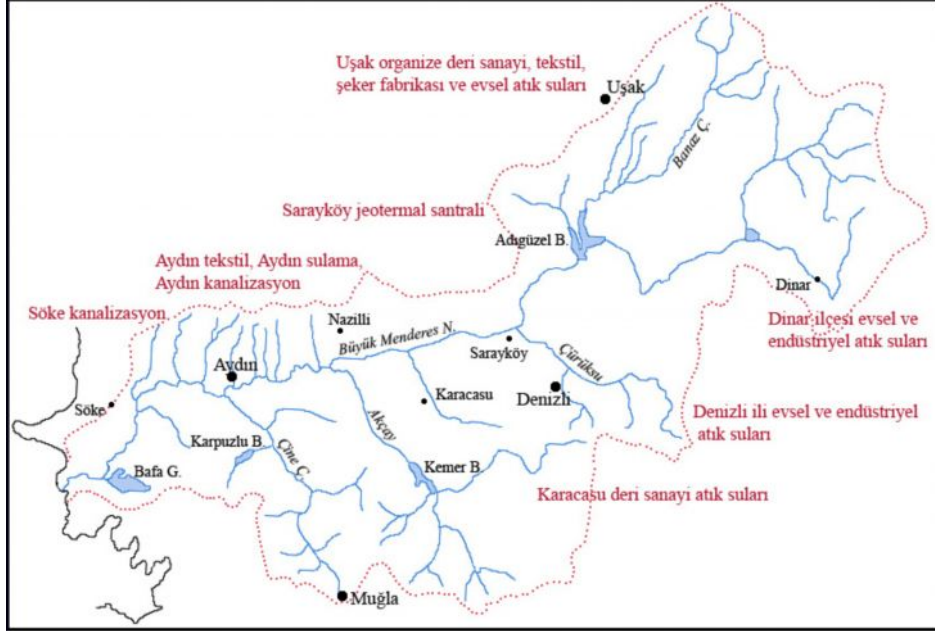 Uşak organize deri sanayi, tekstil,
şeker fabrikası ve evsel atık suları
Uşak
Banaz Ç.
Sarayköy jeotermal santrali
Adıgüzel B.
Aydın tekstil, Aydın sulama,
Aydın kanalizasyon
Dinar
Söke kanalizasyon
Nazilli
Büyük Menderes N.
Dinar ilçesi evsel ve
endüstriyel atık suları
Sarayköy
Çürüksu
Aydın
Denizli
Karacasu
Söke
Akçay
Denizli ili evsel ve endüstriyel
atık suları
Karpuzlu B.
Çine Ç.
Bafa G.
Kemer B.
Karacasu deri sanayi atık suları
Muğla